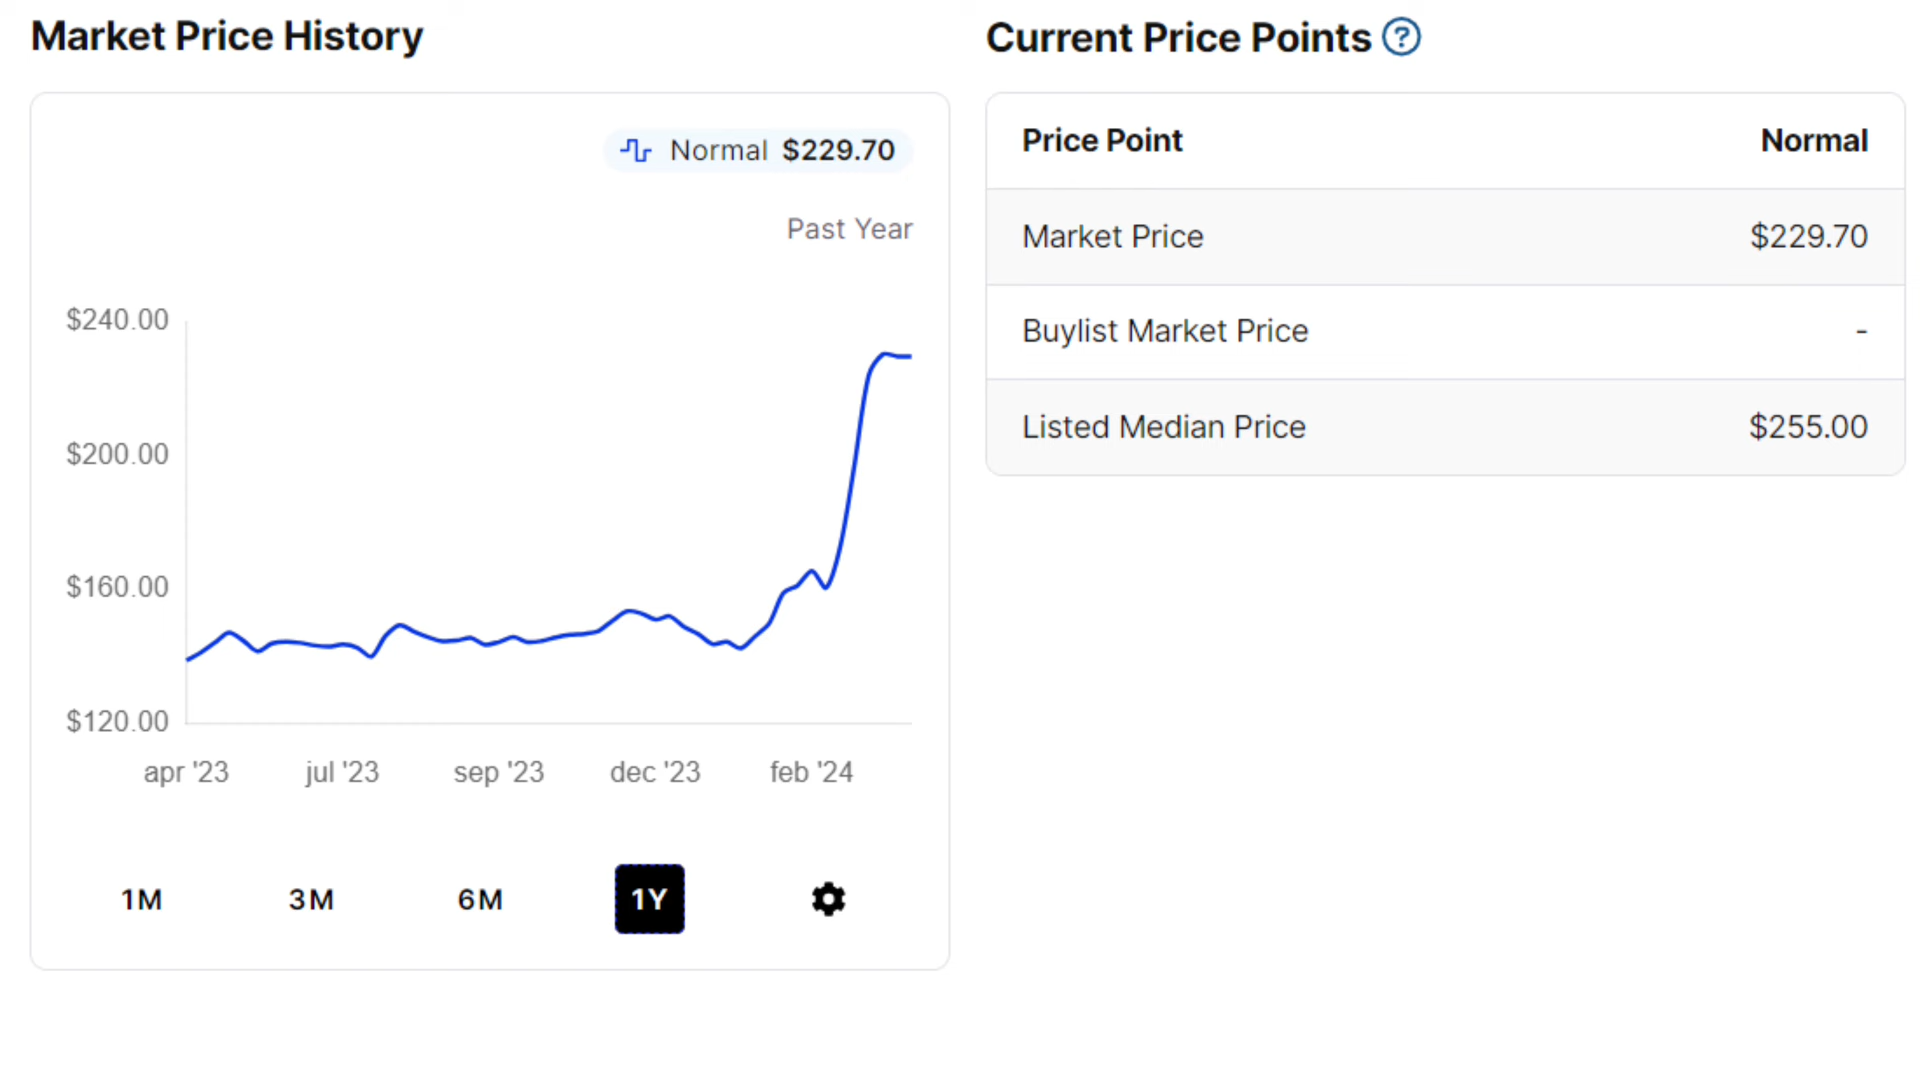 Market Price History
Normal $229.70
Past Year
$240.00
$200.00
$160.00
$120.00
apr '23 jul '23 sep '23 dec '23 feb '24
1M 3M 6M 1Y
Current Price Points ?
Price Point Normal
Market Price $229.70
Buylist Market Price -
Listed Median Price $255.00